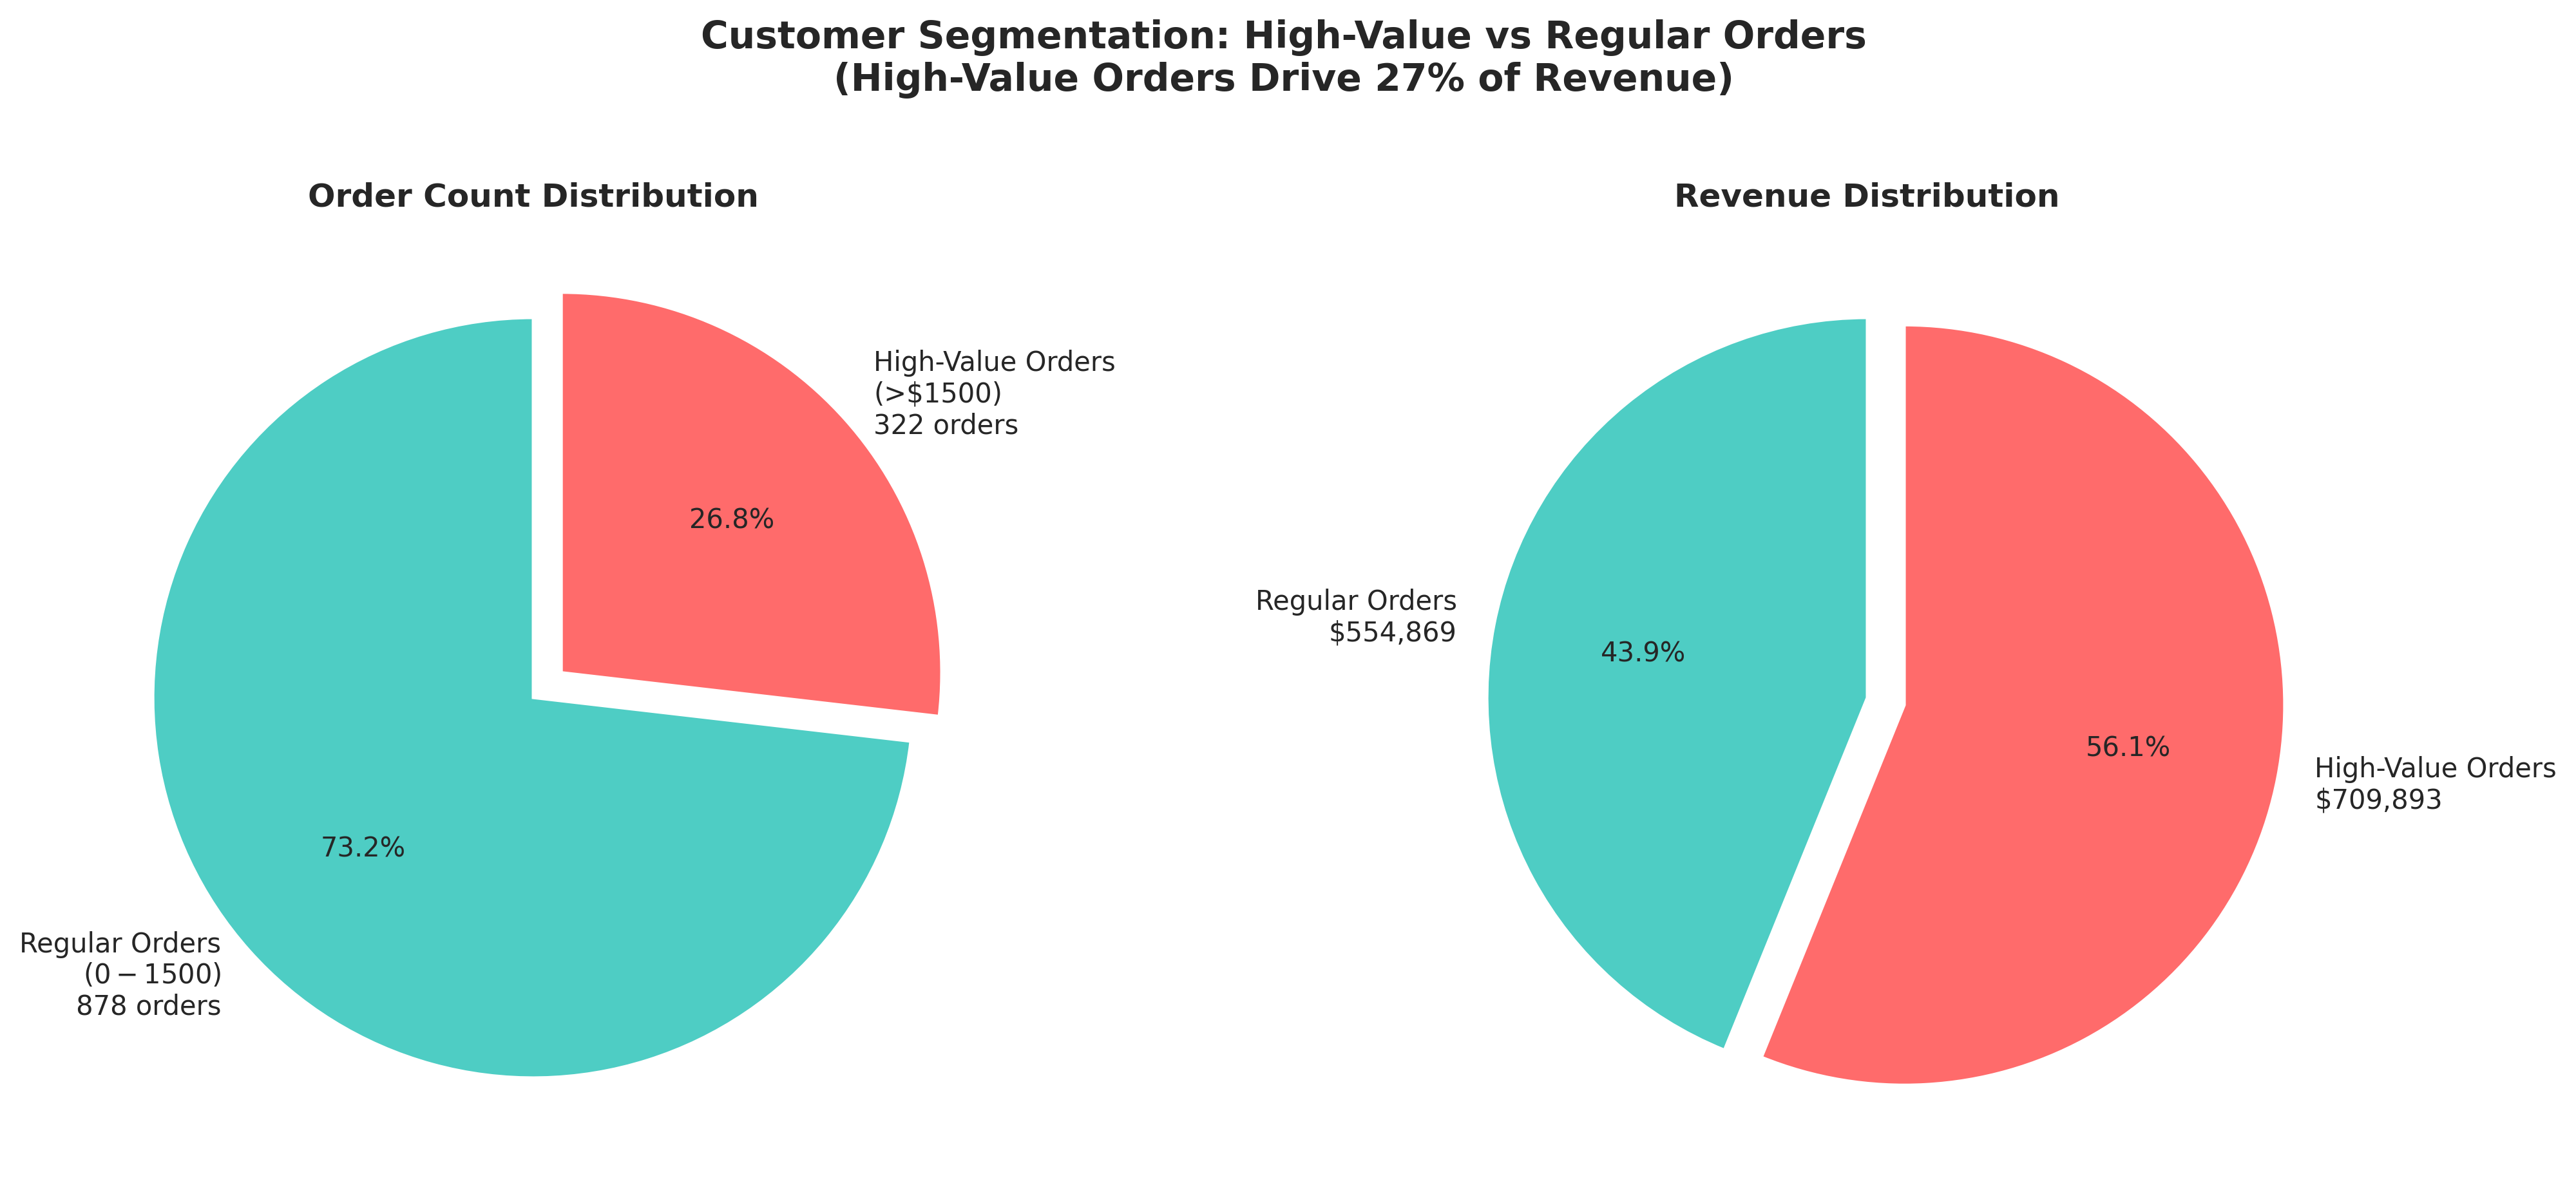 Customer Segmentation: High-Value vs Regular Orders
(High-Value Orders Drive 27% of Revenue)
Order Count Distribution
High-Value Orders
(>$1500)
322 orders
26.8%
73.2%
Regular Orders
(0 − 1500)
878 orders
Revenue Distribution
Regular Orders
$554,869
43.9%
56.1%
High-Value Orders
$709,893